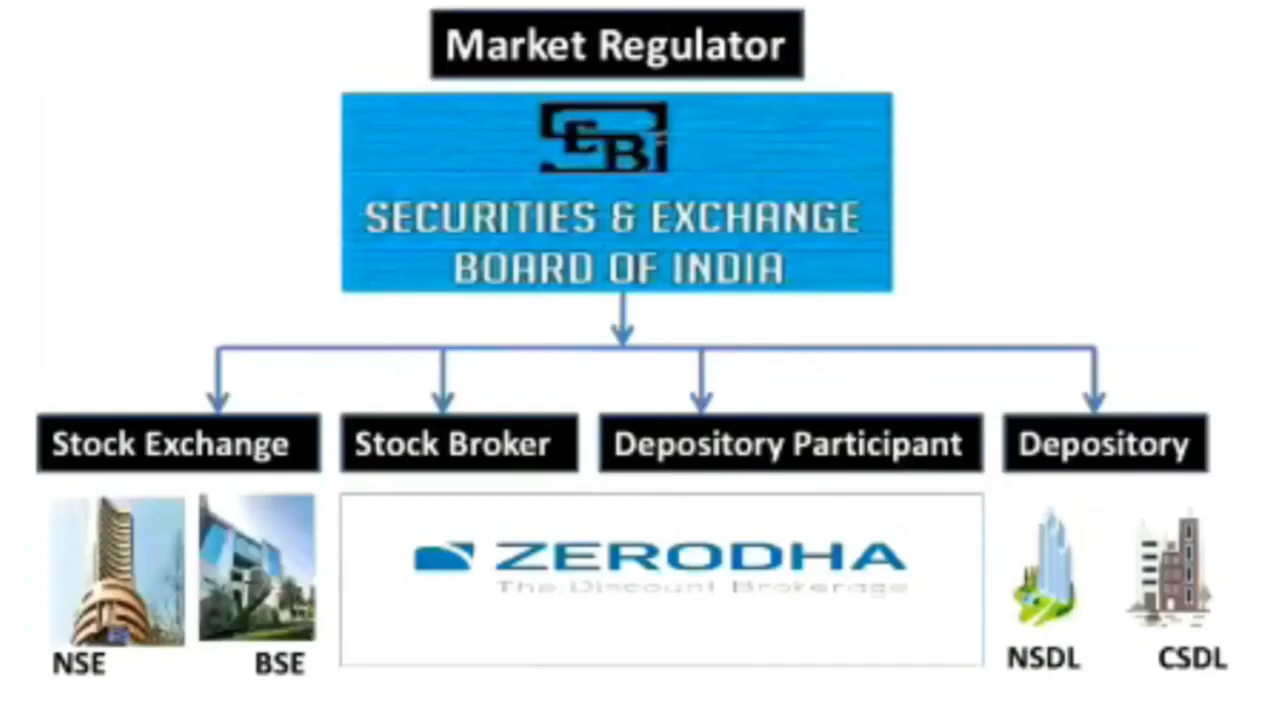 Market Regulator
SEBI
SECURITIES & EXCHANGE
BOARD OF INDIA
Stock Exchange
Stock Broker
Depository Participant
Depository
ZERODHA
The Discount Brokerage
NSE
BSE
NSDL
CSDL